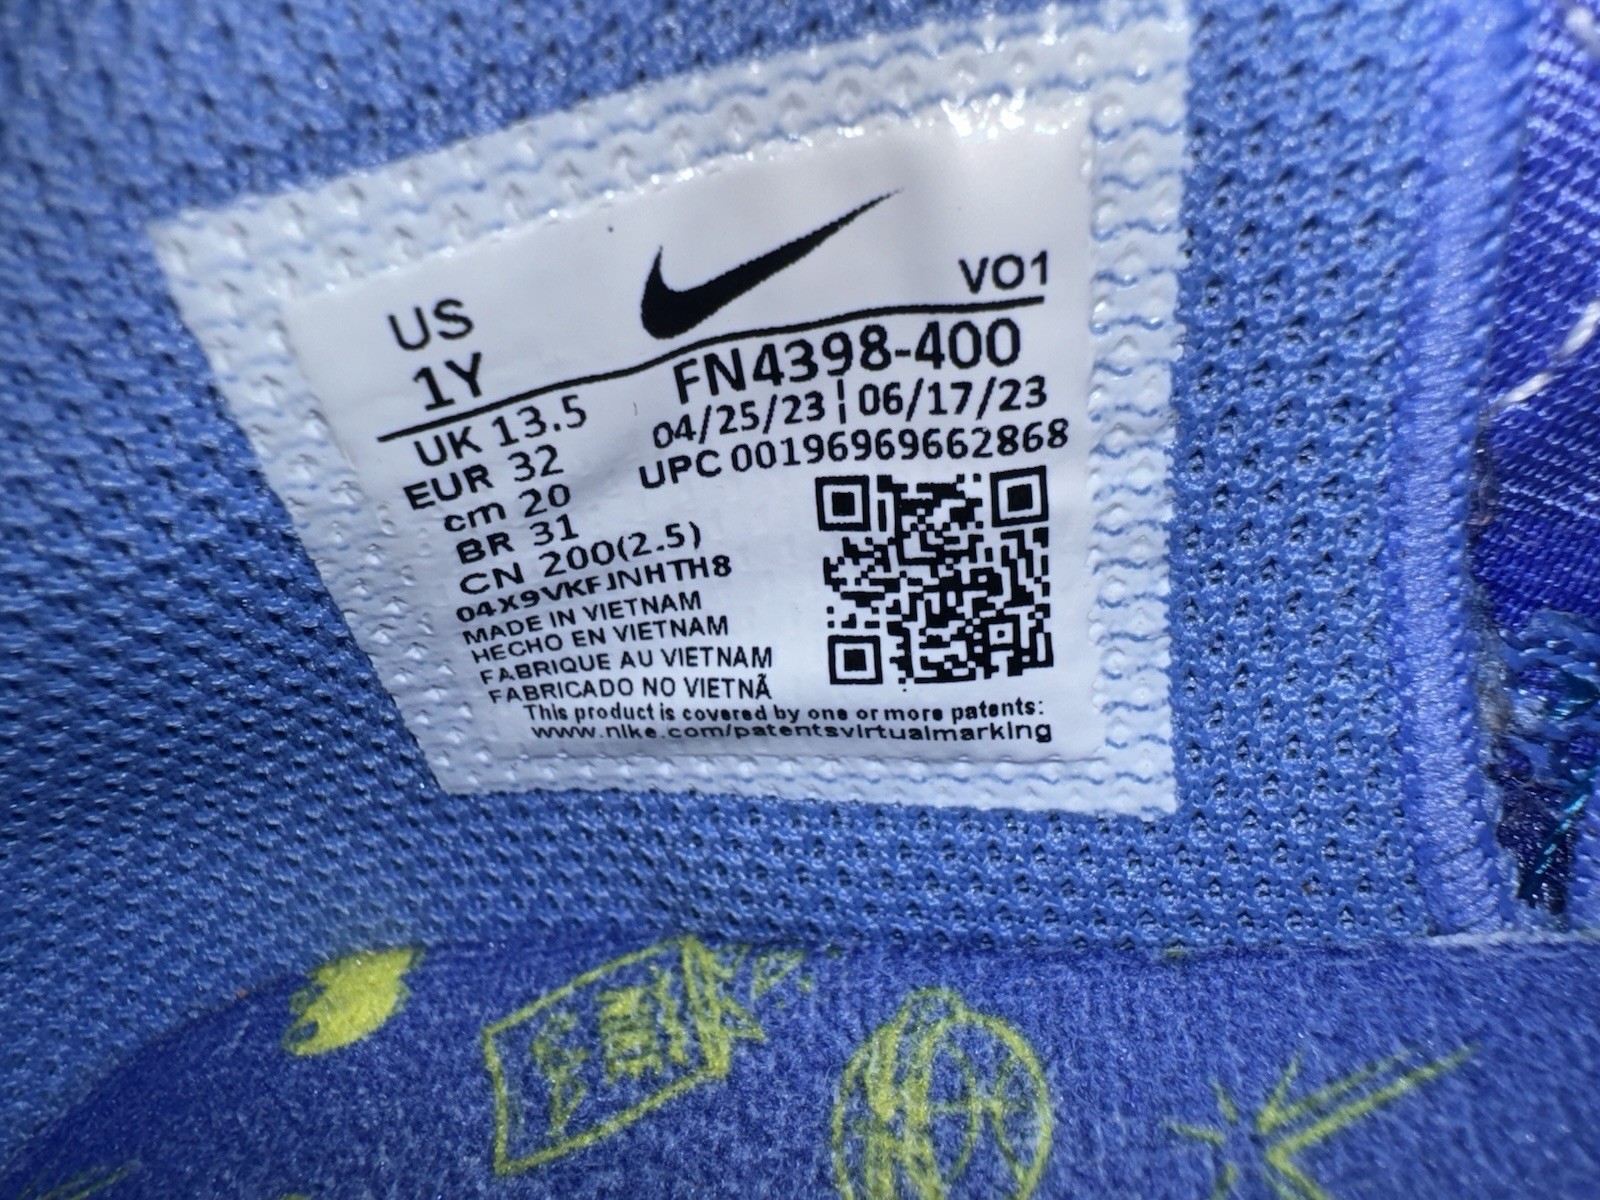 US
1Y
VO1
UK 13.5
EUR 32
cm 20
BR 31
CN 200(2.5)
FN4398-400
04/25/23 | 06/17/23
UPC 00196969662868
04X9VKFJNHTH8
MADE IN VIETNAM
HECHO EN VIETNAM
FABRIQUE AU VIETNAM
FABRICADO NO VIETNÃ
This product is covered by one or more patents:
www.nike.com/patentsvirtualmarking